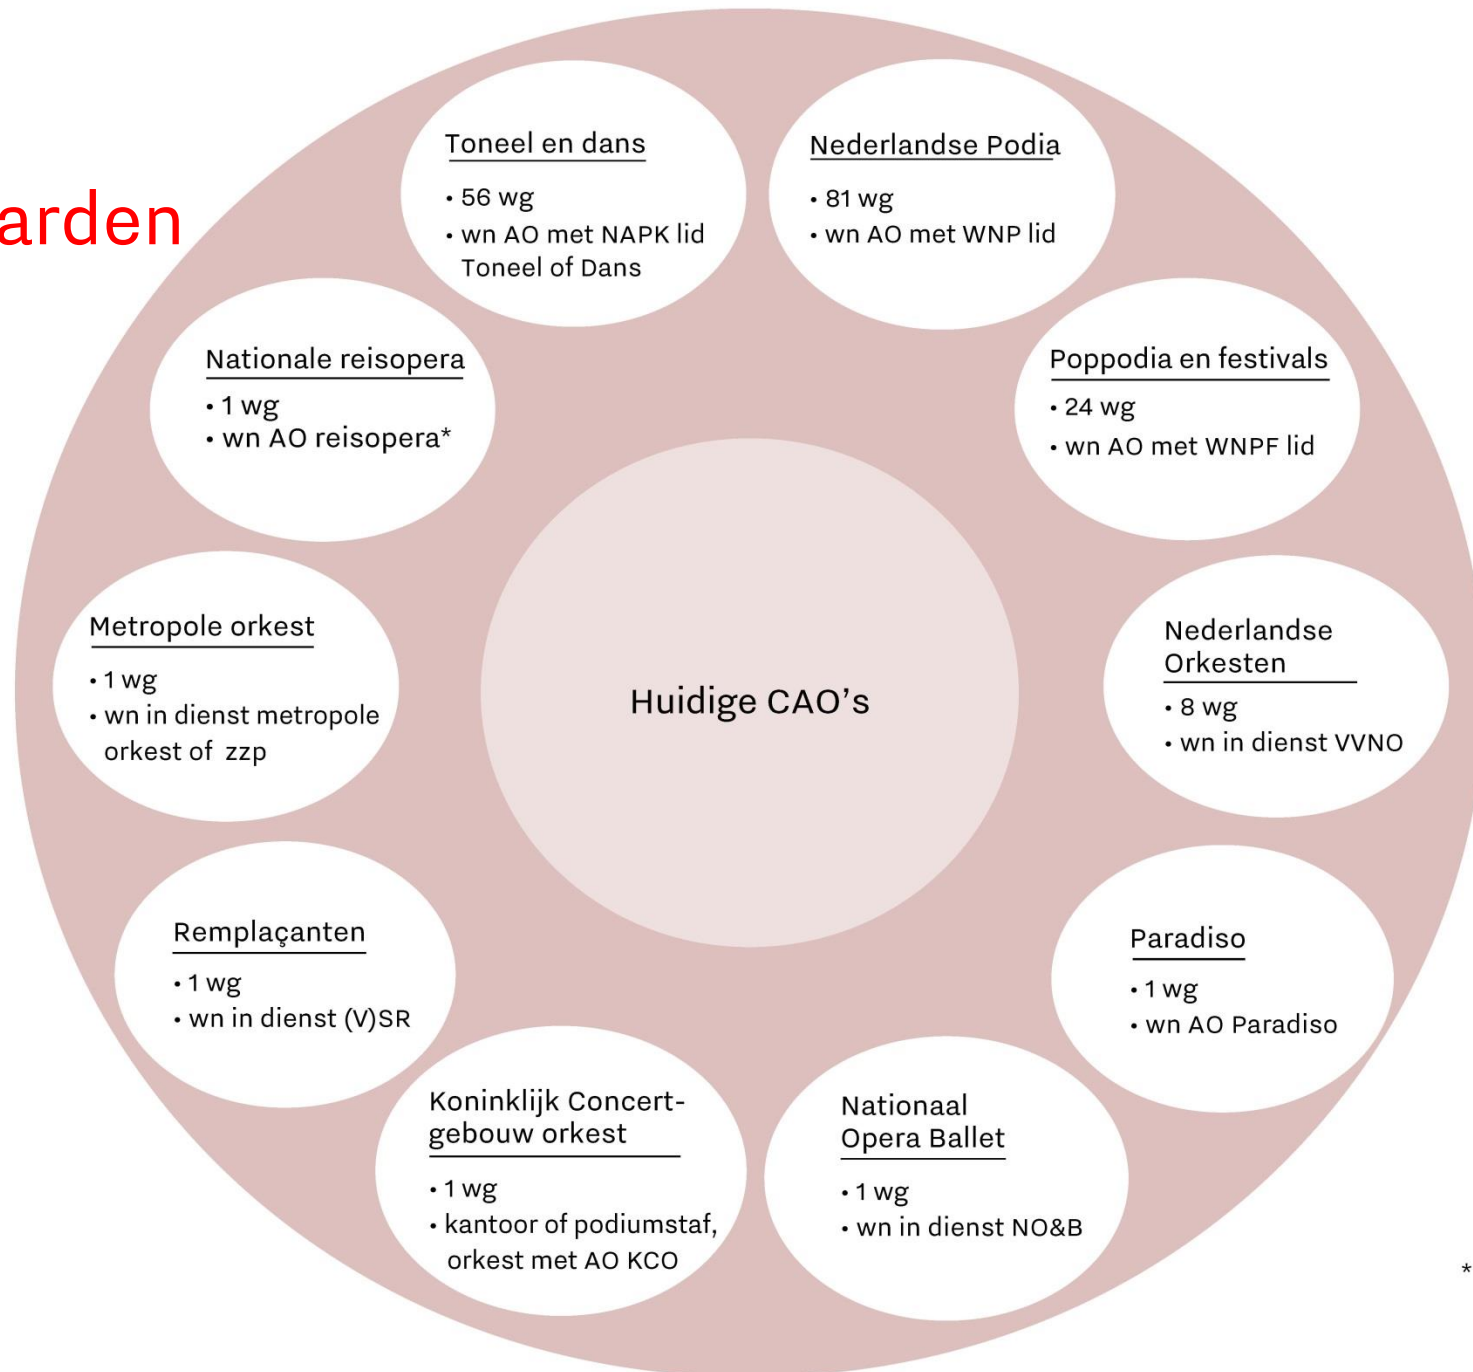 arden
Toneel en dans
• 56 wg
• wn AO met NAPK lid
Toneel of Dans
Nederlandse Podia
• 81 wg
• wn AO met WNP lid
Nationale reisopera
• 1 wg
• wn AO reisopera*
Poppodia en festivals
• 24 wg
• wn AO met WNPF lid
Metropole orkest
• 1 wg
• wn in dienst metropole
orkest of zzp
Huidige CAO's
Nederlandse
Orkesten
• 8 wg
• wn in dienst VVNO
Remplaçanten
• 1 wg
• wn in dienst (V)SR
Paradiso
• 1 wg
• wn AO Paradiso
Koninklijk Concert-
gebouw orkest
• 1 wg
• kantoor of podiumstaf,
orkest met AO KCO
Nationaal
Opera Ballet
• 1 wg
• wn in dienst NO&B
*